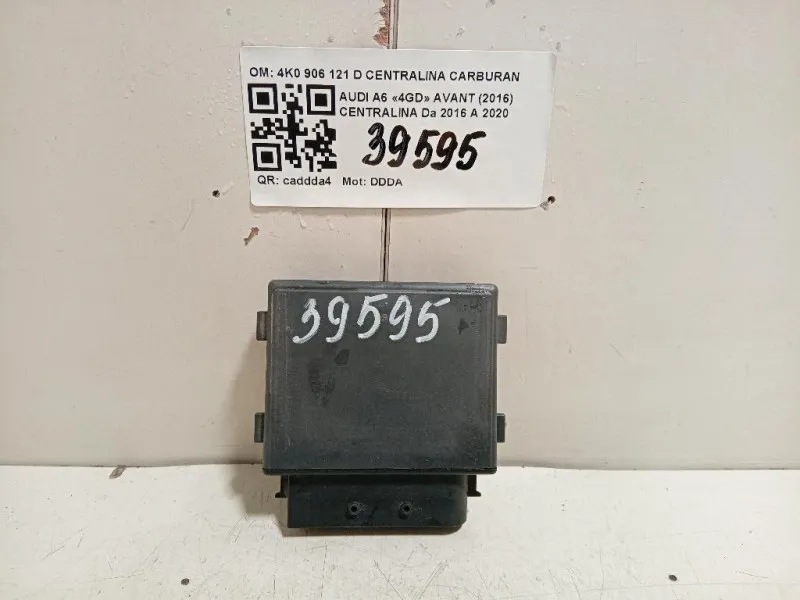 OM: 4K0 906 121 D CENTRALINA CARBURAN
AUDI A6 «4GD» AVANT (2016)
CENTRALINA Da 2016 A 2020
39595
QR: caddda4 Mot: DDDA
39595